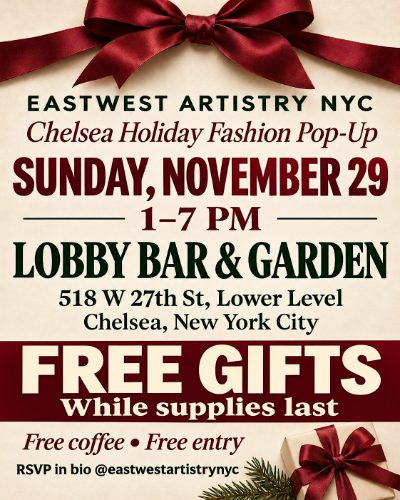 EASTWEST ARTISTRY NYC
Chelsea Holiday Fashion Pop-Up
SUNDAY, NOVEMBER 29
1–7 PM
LOBBY BAR & GARDEN
518 W 27th St, Lower Level
Chelsea, New York City
FREE GIFTS
While supplies last
Free coffee • Free entry
RSVP in bio @eastwestartistrynyc